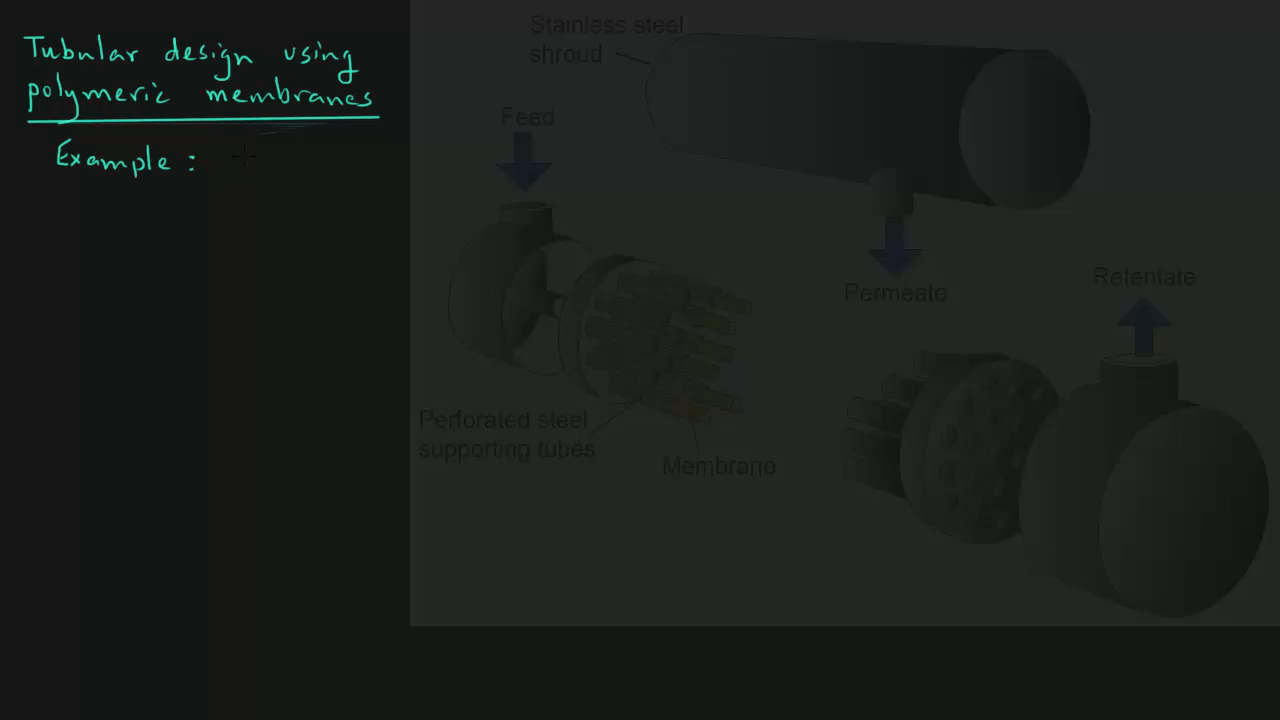 Tubular design using
polymeric membranes
Example :
Stainless steel
shroud
Feed
Permeate
Retentate
Perforated steel
supporting tubes
Membrane